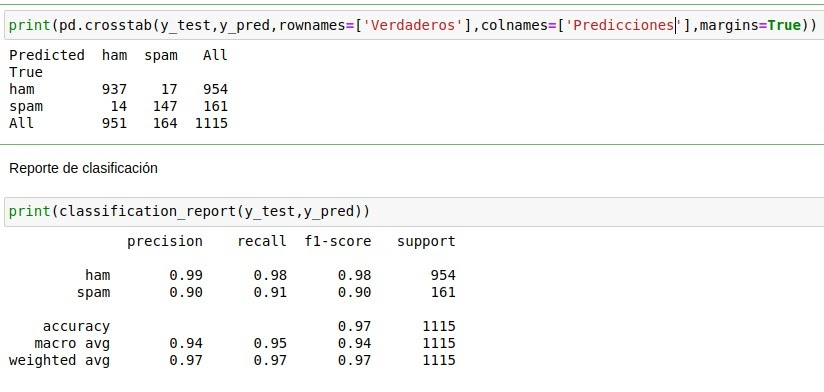 print(pd.crosstab(y_test,y_pred,rownames=['Verdaderos'],colnames=['Predicciones'],margins=True))
Predicted ham spam All
True
ham 937 17 954
spam 14 147 161
All 951 164 1115
Reporte de clasificación
print(classification_report(y_test,y_pred))
precision recall f1-score support
ham 0.99 0.98 0.98 954
spam 0.90 0.91 0.90 161
accuracy 0.97 1115
macro avg 0.94 0.95 0.94 1115
weighted avg 0.97 0.97 0.97 1115